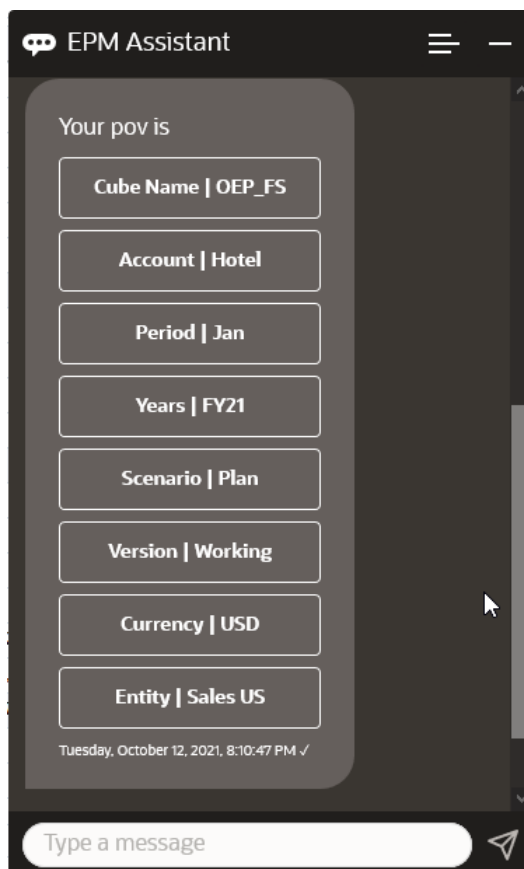 EPM Assistant
Your pov is
Cube Name | OEP_FS
Account | Hotel
Period | Jan
Years | FY21
Scenario | Plan
Version | Working
Currency | USD
Entity | Sales US
Tuesday, October 12, 2021, 8:10:47 PM ✓
Type a message